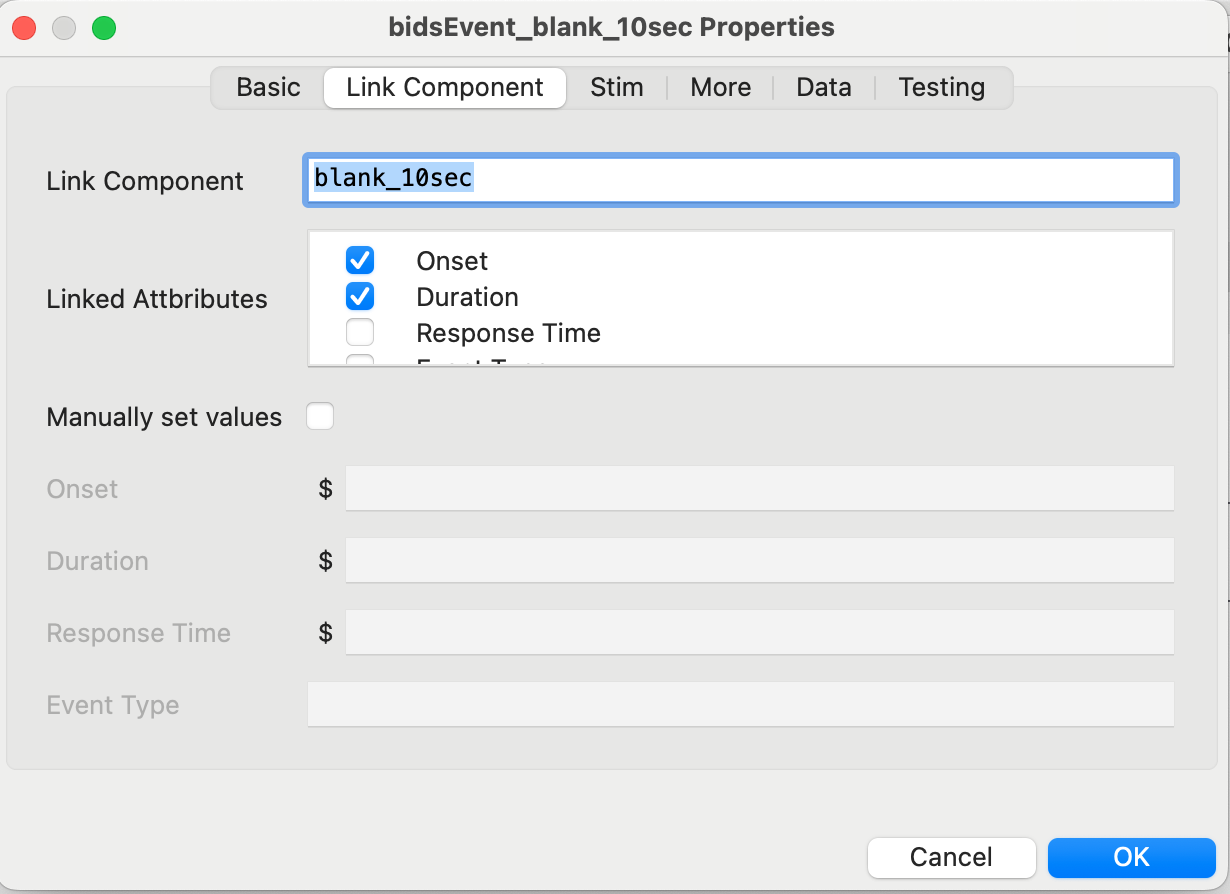 bidsEvent_blank_10sec Properties
Basic Link Component Stim More Data Testing
Link Component blank_10sec
Linked Attbributes
Onset
Duration
Response Time
Manually set values
Onset $
Duration $
Response Time $
Event Type
Cancel OK